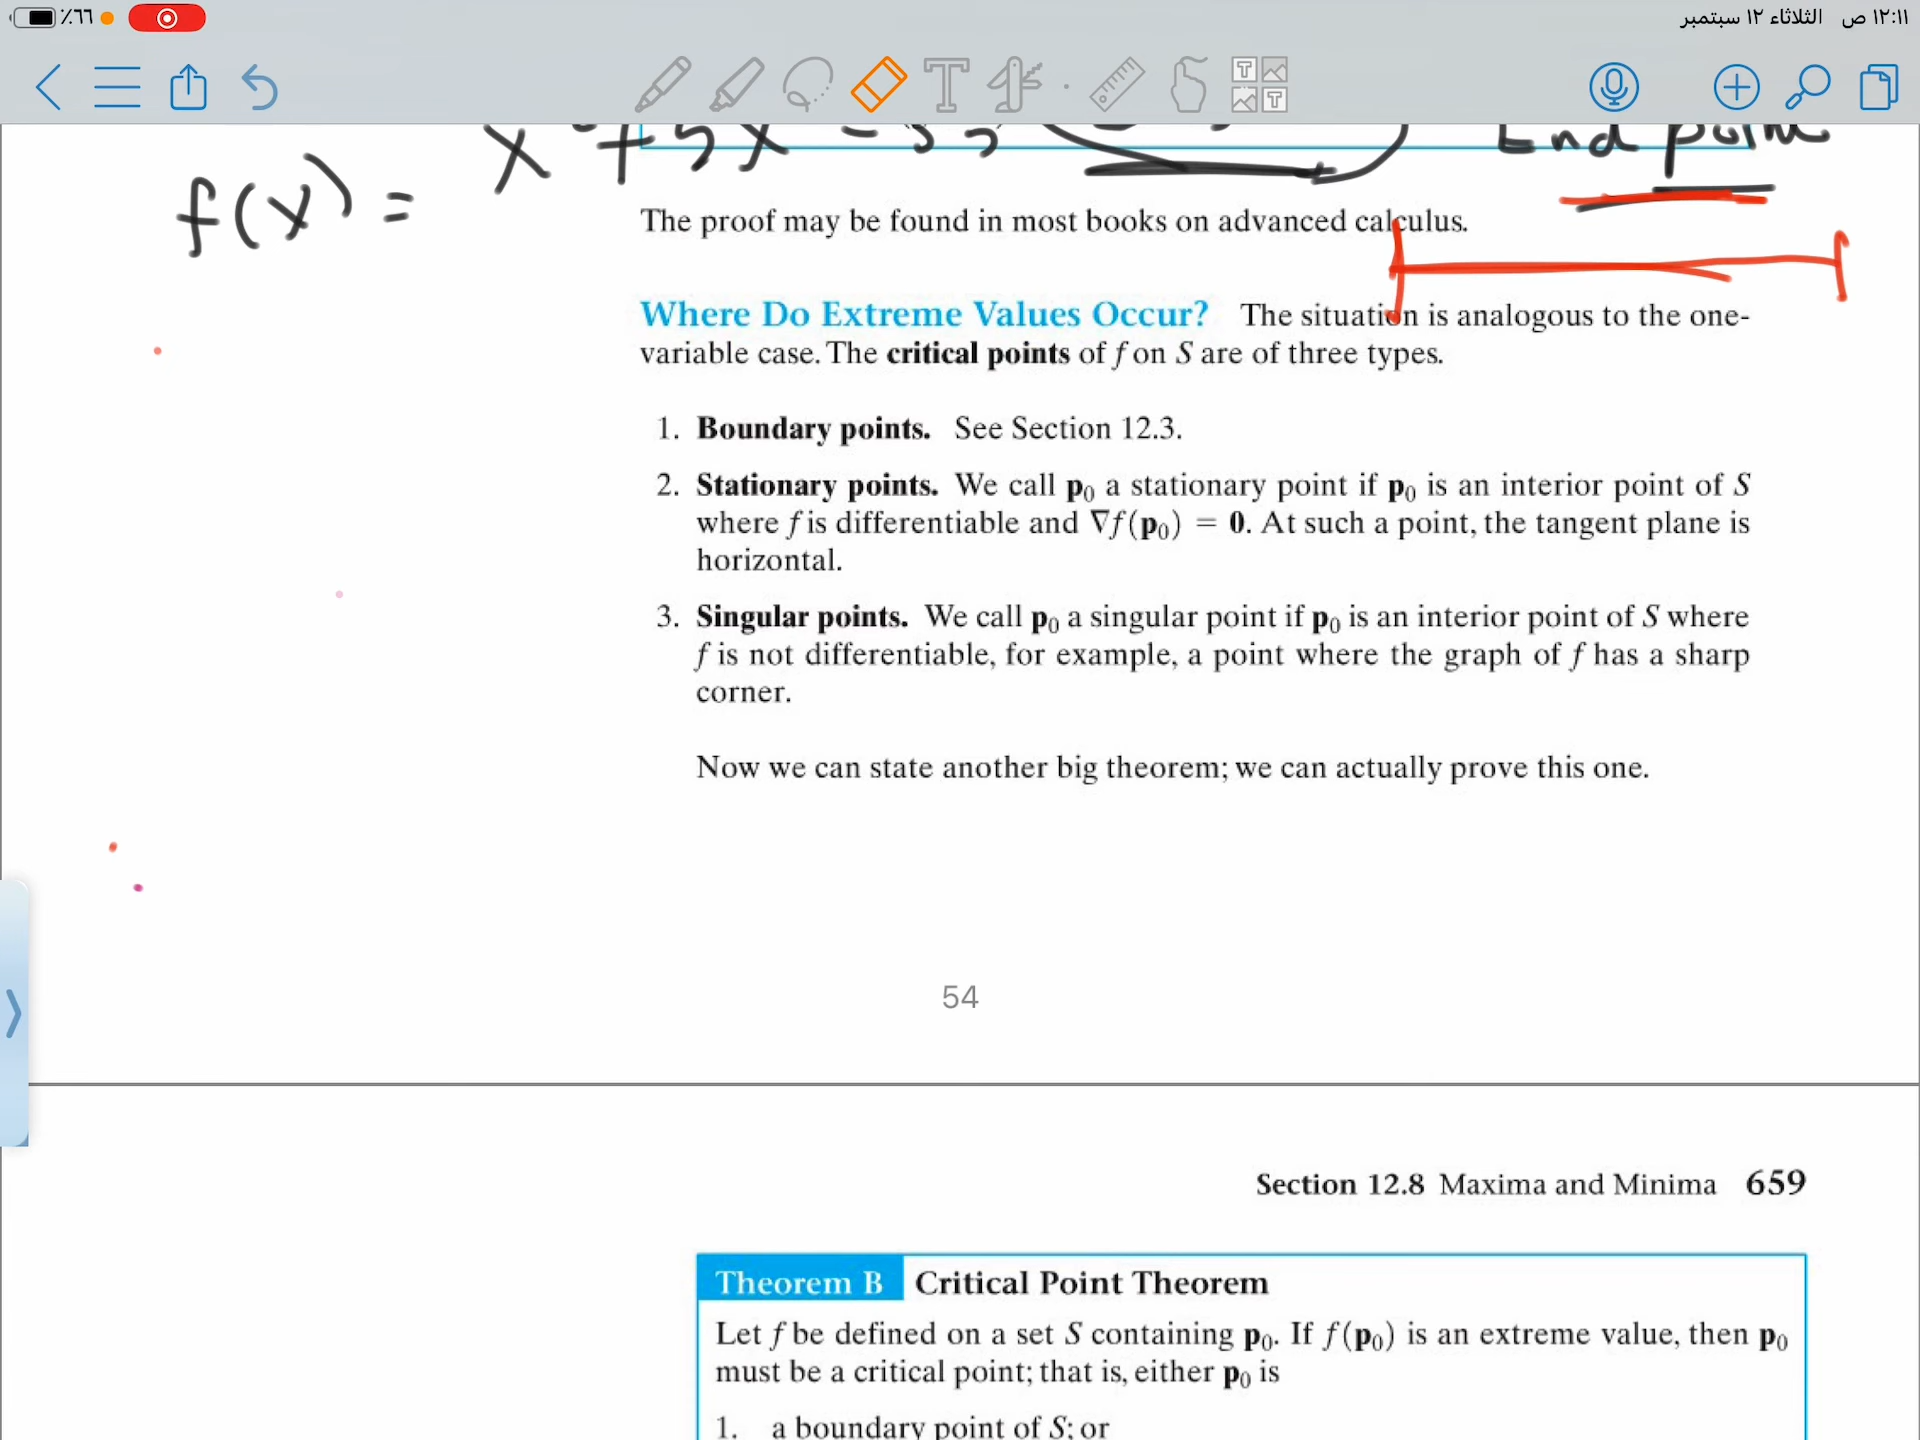 ٪٦٦
١٢:١١ ص الثلاثاء ١٢ سبتمبر
End point
f(x) =
The proof may be found in most books on advanced calculus.
Where Do Extreme Values Occur? The situation is analogous to the one-
variable case. The critical points of f on S are of three types.
1. Boundary points. See Section 12.3.
2. Stationary points. We call p₀ a stationary point if p₀ is an interior point of S
where f is differentiable and ∇f(p₀) = 0. At such a point, the tangent plane is
horizontal.
3. Singular points. We call p₀ a singular point if p₀ is an interior point of S where
f is not differentiable, for example, a point where the graph of f has a sharp
corner.
Now we can state another big theorem; we can actually prove this one.
54
Section 12.8 Maxima and Minima 659
Theorem B Critical Point Theorem
Let f be defined on a set S containing p₀. If f(p₀) is an extreme value, then p₀
must be a critical point; that is, either p₀ is
1. a boundary point of S; or